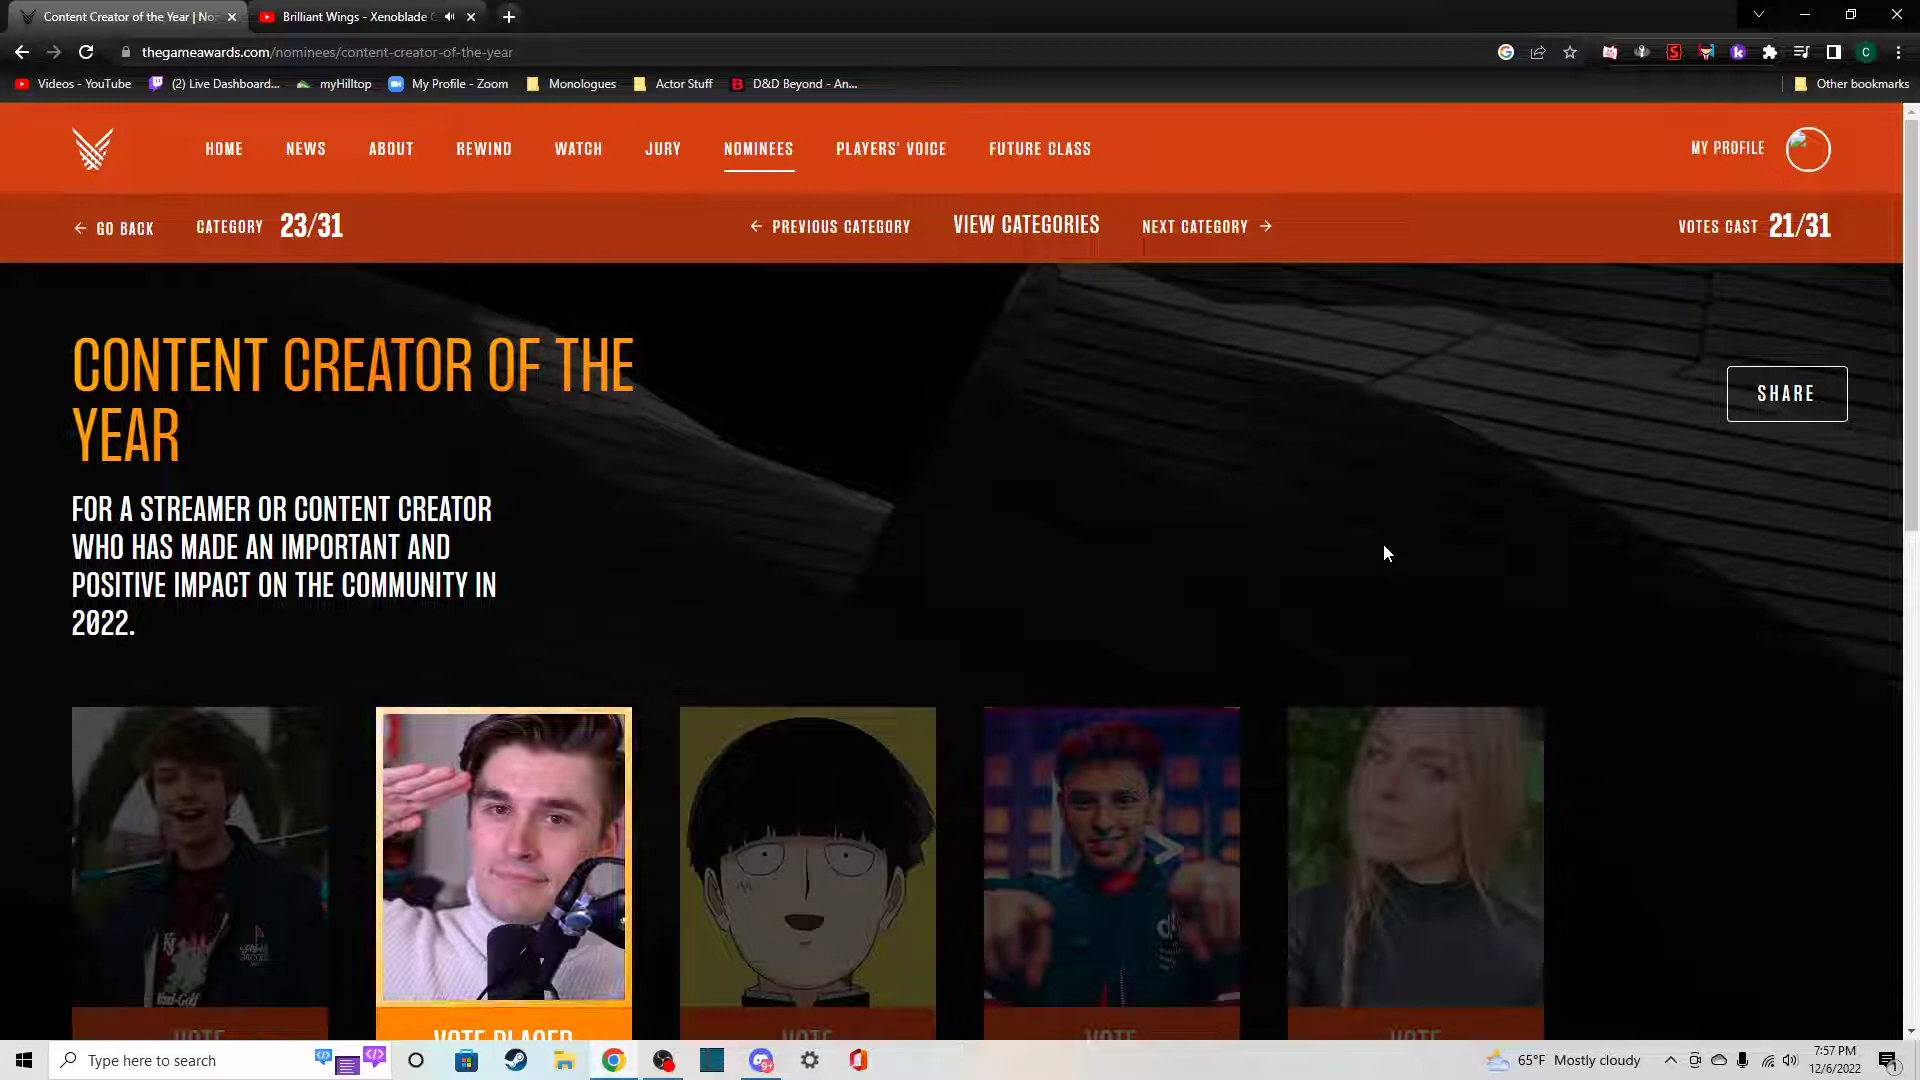 Content Creator of the Year | No
Brilliant Wings - Xenoblade
thegameawards.com/nominees/content-creator-of-the-year
Videos - YouTube
(2) Live Dashboard...
myHilltop
My Profile - Zoom
Monologues
Actor Stuff
D&D Beyond - An...
Other bookmarks
HOME
NEWS
ABOUT
REWIND
WATCH
JURY
NOMINEES
PLAYERS' VOICE
FUTURE CLASS
MY PROFILE
GO BACK
CATEGORY 23/31
PREVIOUS CATEGORY
VIEW CATEGORIES
NEXT CATEGORY
VOTES CAST 21/31
CONTENT CREATOR OF THE
YEAR
SHARE
FOR A STREAMER OR CONTENT CREATOR
WHO HAS MADE AN IMPORTANT AND
POSITIVE IMPACT ON THE COMMUNITY IN
2022.
VOTE
VOTE PLACED
VOTE
VOTE
VOTE
Type here to search
9+
65°F Mostly cloudy
7:57 PM
12/6/2022
1